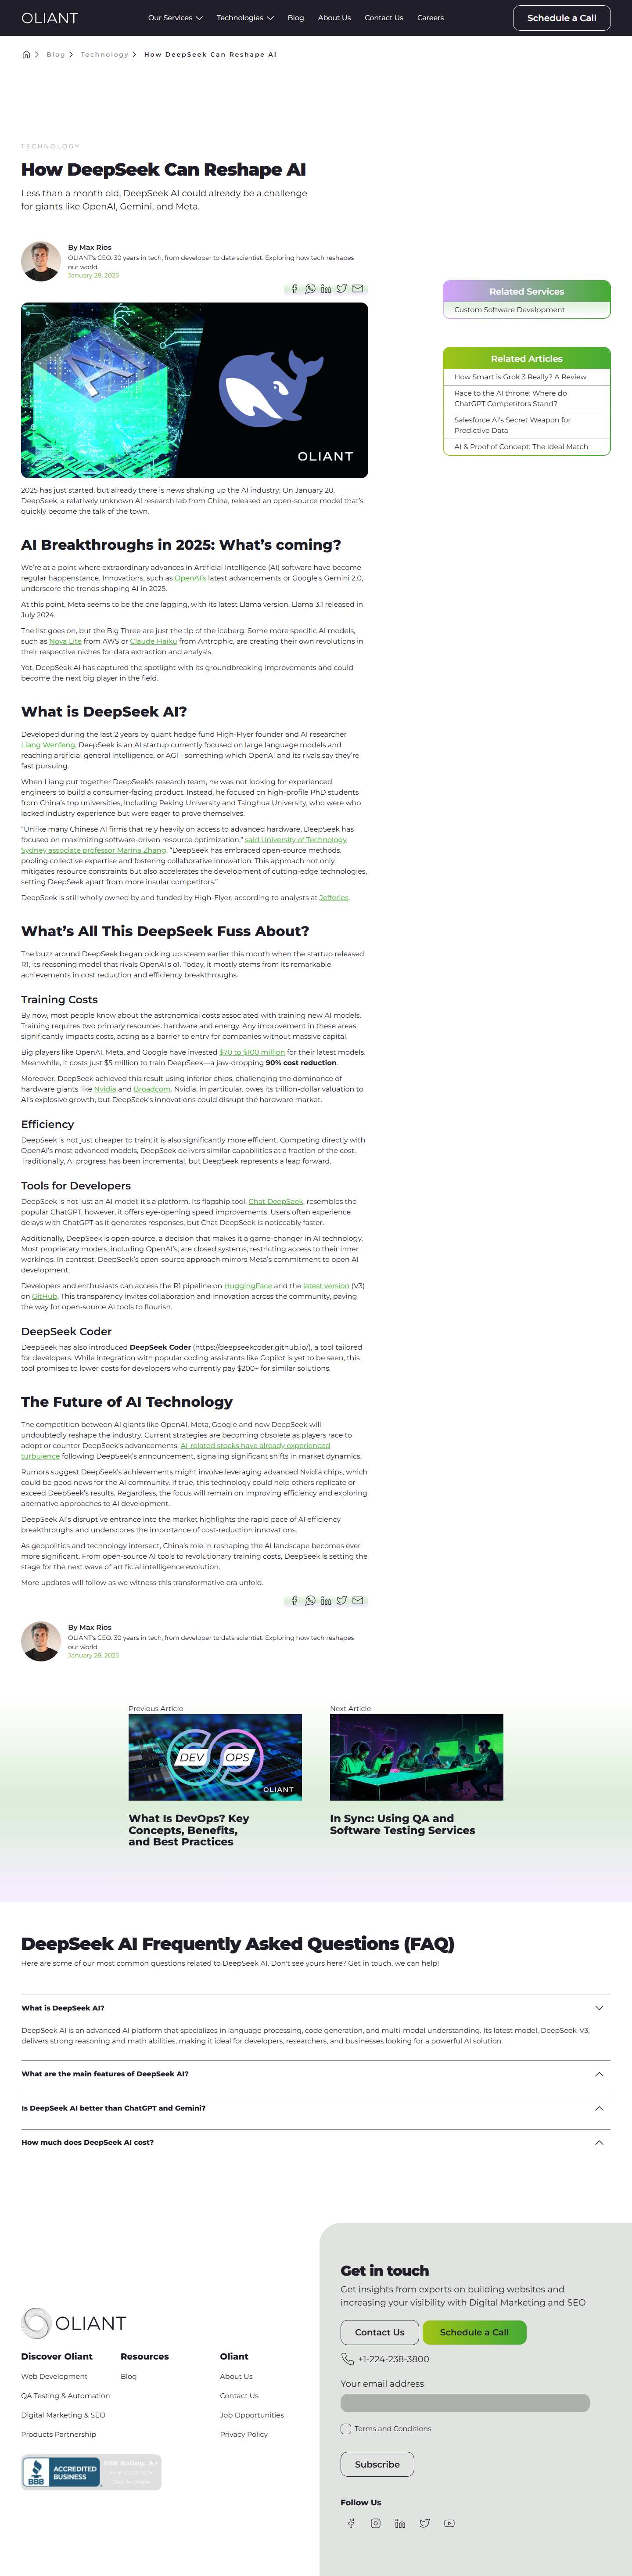 OLIANT
Our Services
Technologies
Blog
About Us
Contact Us
Careers
Schedule a Call
Blog
Technology
How DeepSeek Can Reshape AI
TECHNOLOGY
How DeepSeek Can Reshape AI
Less than a month old, DeepSeek AI could already be a challenge
for giants like OpenAI, Gemini, and Meta.
By Max Rios
OLIANT's CEO. 30 years in tech, from developer to data scientist. Exploring how tech reshapes
our world.
January 28, 2025
Related Services
Custom Software Development
Related Articles
How Smart is Grok 3 Really? A Review
Race to the AI throne: Where do
ChatGPT Competitors Stand?
Salesforce AI's Secret Weapon for
Predictive Data
AI & Proof of Concept: The Ideal Match
AI
OLIANT
2025 has just started, but already there is news shaking up the AI industry; On January 20,
DeepSeek, a relatively unknown AI research lab from China, released an open-source model that's
quickly become the talk of the town.
AI Breakthroughs in 2025: What's coming?
We're at a point where extraordinary advances in Artificial Intelligence (AI) software have become
regular happenstance. Innovations, such as OpenAI's latest advancements or Google's Gemini 2.0,
underscore the trends shaping AI in 2025.
At this point, Meta seems to be the one lagging, with its latest Llama version, Llama 3.1 released in
July 2024.
The list goes on, but the Big Three are just the tip of the iceberg. Some more specific AI models,
such as Nova Lite from AWS or Claude Haiku from Antrophic, are creating their own revolutions in
their respective niches for data extraction and analysis.
Yet, DeepSeek AI has captured the spotlight with its groundbreaking improvements and could
become the next big player in the field.
What is DeepSeek AI?
Developed during the last 2 years by quant hedge fund High-Flyer founder and AI researcher
Liang Wenfeng, DeepSeek is an AI startup currently focused on large language models and
reaching artificial general intelligence, or AGI - something which OpenAI and its rivals say they're
fast pursuing.
When Liang put together DeepSeek's research team, he was not looking for experienced
engineers to build a consumer-facing product. Instead, he focused on high-profile PhD students
from China's top universities, including Peking University and Tsinghua University, who were who
lacked industry experience but were eager to prove themselves.
"Unlike many Chinese AI firms that rely heavily on access to advanced hardware, DeepSeek has
focused on maximizing software-driven resource optimization," said University of Technology
Sydney associate professor Marina Zhang. "DeepSeek has embraced open-source methods,
pooling collective expertise and fostering collaborative innovation. This approach not only
mitigates resource constraints but also accelerates the development of cutting-edge technologies,
setting DeepSeek apart from more insular competitors."
DeepSeek is still wholly owned by and funded by High-Flyer, according to analysts at Jefferies.
What's All This DeepSeek Fuss About?
The buzz around DeepSeek began picking up steam earlier this month when the startup released
R1, its reasoning model that rivals OpenAI's o1. Today, it mostly stems from its remarkable
achievements in cost reduction and efficiency breakthroughs.
Training Costs
By now, most people know about the astronomical costs associated with training new AI models.
Training requires two primary resources: hardware and energy. Any improvement in these areas
significantly impacts costs, acting as a barrier to entry for companies without massive capital.
Big players like OpenAI, Meta, and Google have invested $70 to $100 million for their latest models.
Meanwhile, it costs just $5 million to train DeepSeek—a jaw-dropping 90% cost reduction.
Moreover, DeepSeek achieved this result using inferior chips, challenging the dominance of
hardware giants like Nvidia and Broadcom. Nvidia, in particular, owes its trillion-dollar valuation to
AI's explosive growth, but DeepSeek's innovations could disrupt the hardware market.
Efficiency
DeepSeek is not just cheaper to train; it is also significantly more efficient. Competing directly with
OpenAI's most advanced models, DeepSeek delivers similar capabilities at a fraction of the cost.
Traditionally, AI progress has been incremental, but DeepSeek represents a leap forward.
Tools for Developers
DeepSeek is not just an AI model; it's a platform. Its flagship tool, Chat DeepSeek, resembles the
popular ChatGPT, however, it offers eye-opening speed improvements. Users often experience
delays with ChatGPT as it generates responses, but Chat DeepSeek is noticeably faster.
Additionally, DeepSeek is open-source, a decision that makes it a game-changer in AI technology.
Most proprietary models, including OpenAI's, are closed systems, restricting access to their inner
workings. In contrast, DeepSeek's open-source approach mirrors Meta's commitment to open AI
development.
Developers and enthusiasts can access the R1 pipeline on HuggingFace and the latest version (V3)
on GitHub. This transparency invites collaboration and innovation across the community, paving
the way for open-source AI tools to flourish.
DeepSeek Coder
DeepSeek has also introduced DeepSeek Coder (https://deepseekcoder.github.io/), a tool tailored
for developers. While integration with popular coding assistants like Copilot is yet to be seen, this
tool promises to lower costs for developers who currently pay $200+ for similar solutions.
The Future of AI Technology
The competition between AI giants like OpenAI, Meta, Google and now DeepSeek will
undoubtedly reshape the industry. Current strategies are becoming obsolete as players race to
adopt or counter DeepSeek's advancements. AI-related stocks have already experienced
turbulence following DeepSeek's announcement, signaling significant shifts in market dynamics.
Rumors suggest DeepSeek's achievements might involve leveraging advanced Nvidia chips, which
could be good news for the AI community. If true, this technology could help others replicate or
exceed DeepSeek's results. Regardless, the focus will remain on improving efficiency and exploring
alternative approaches to AI development.
DeepSeek AI's disruptive entrance into the market highlights the rapid pace of AI efficiency
breakthroughs and underscores the importance of cost-reduction innovations.
As geopolitics and technology intersect, China's role in reshaping the AI landscape becomes ever
more significant. From open-source AI tools to revolutionary training costs, DeepSeek is setting the
stage for the next wave of artificial intelligence evolution.
More updates will follow as we witness this transformative era unfold.
By Max Rios
OLIANT's CEO. 30 years in tech, from developer to data scientist. Exploring how tech reshapes
our world.
January 28, 2025
Previous Article
DEV OPS
OLIANT
What Is DevOps? Key
Concepts, Benefits,
and Best Practices
Next Article
In Sync: Using QA and
Software Testing Services
DeepSeek AI Frequently Asked Questions (FAQ)
Here are some of our most common questions related to DeepSeek AI. Don't see yours here? Get in touch, we can help!
What is DeepSeek AI?
DeepSeek AI is an advanced AI platform that specializes in language processing, code generation, and multi-modal understanding. Its latest model, DeepSeek-V3,
delivers strong reasoning and math abilities, making it ideal for developers, researchers, and businesses looking for a powerful AI solution.
What are the main features of DeepSeek AI?
Is DeepSeek AI better than ChatGPT and Gemini?
How much does DeepSeek AI cost?
OLIANT
Discover Oliant
Web Development
QA Testing & Automation
Digital Marketing & SEO
Products Partnership
Resources
Blog
Oliant
About Us
Contact Us
Job Opportunities
Privacy Policy
BBB
ACCREDITED
BUSINESS
BBB Rating: A+
Get in touch
Get insights from experts on building websites and
increasing your visibility with Digital Marketing and SEO
Contact Us
Schedule a Call
+1-224-238-3800
Your email address
Terms and Conditions
Subscribe
Follow Us